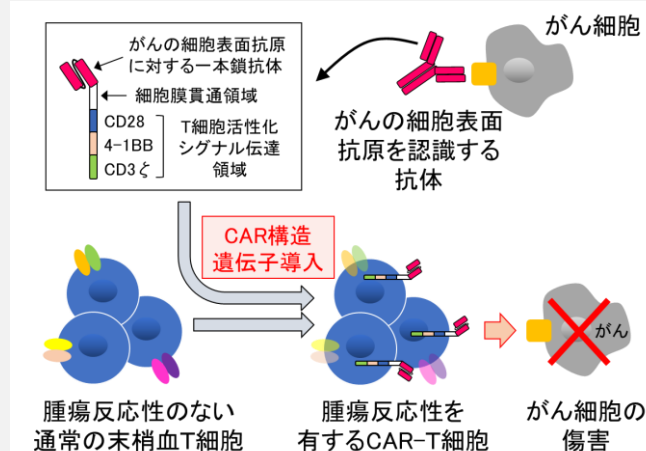 がんの細胞表面抗原
に対する一本鎖抗体
細胞膜貫通領域
CD28
4-1BB
CD3ζ
T細胞活性化
シグナル伝達
領域
がん細胞
がんの細胞表面
抗原を認識する
抗体
CAR構造
遺伝子導入
がん
腫瘍反応性のない
通常の末梢血T細胞
腫瘍反応性を
有するCAR-T細胞
がん細胞の
傷害